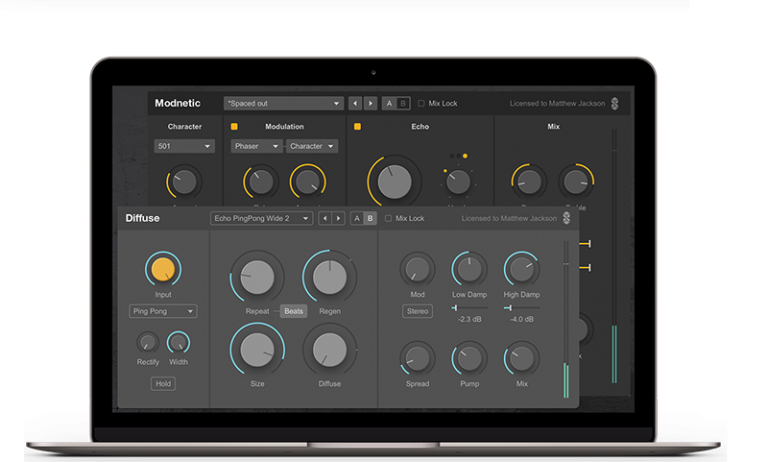 Modnetic
*Spaced out
A
B
Mix Lock
Licensed to Matthew Jackson
Character
Modulation
Echo
Mix
501
Phaser
Character
Diffuse
Echo PingPong Wide 2
A
B
Mix Lock
Licensed to Matthew Jackson
Input
Repeat
Beats
Regen
Mod
Low Damp
High Damp
Ping Pong
Stereo
-2.3 dB
-4.0 dB
Rectify
Width
Hold
Size
Diffuse
Spread
Pump
Mix